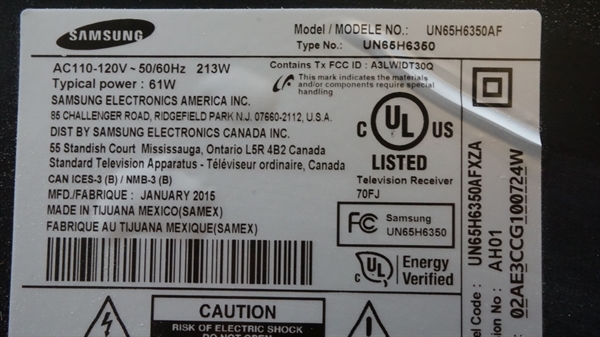 SAMSUNG
Model / MODELE NO.: UN65H6350AF
Type No.: UN65H6350
AC110-120V ~ 50/60Hz 213W
Typical power : 61W
Contains Tx FCC ID : A3LWIDT30Q
This mark indicates the materials
and/or components require special
handling
SAMSUNG ELECTRONICS AMERICA INC.
85 CHALLENGER ROAD, RIDGEFIELD PARK N.J. 07660-2112, U.S.A.
DIST BY SAMSUNG ELECTRONICS CANADA INC.
55 Standish Court Mississauga, Ontario L5R 4B2 Canada
Standard Television Apparatus - Téléviseur ordinaire, Canada
CAN ICES-3 (B) / NMB-3 (B)
MFD./FABRIQUE : JANUARY 2015
MADE IN TIJUANA MEXICO(SAMEX)
FABRIQUE AU TIJUANA MEXIQUE(SAMEX)
C UL US
LISTED
Television Receiver
70FJ
FC Samsung
UN65H6350
C UL Energy
Verified
CAUTION
RISK OF ELECTRIC SHOCK
DO NOT OPEN
Code : UN65H6350AFXZA
No : AH01
02AE3CCG100724W